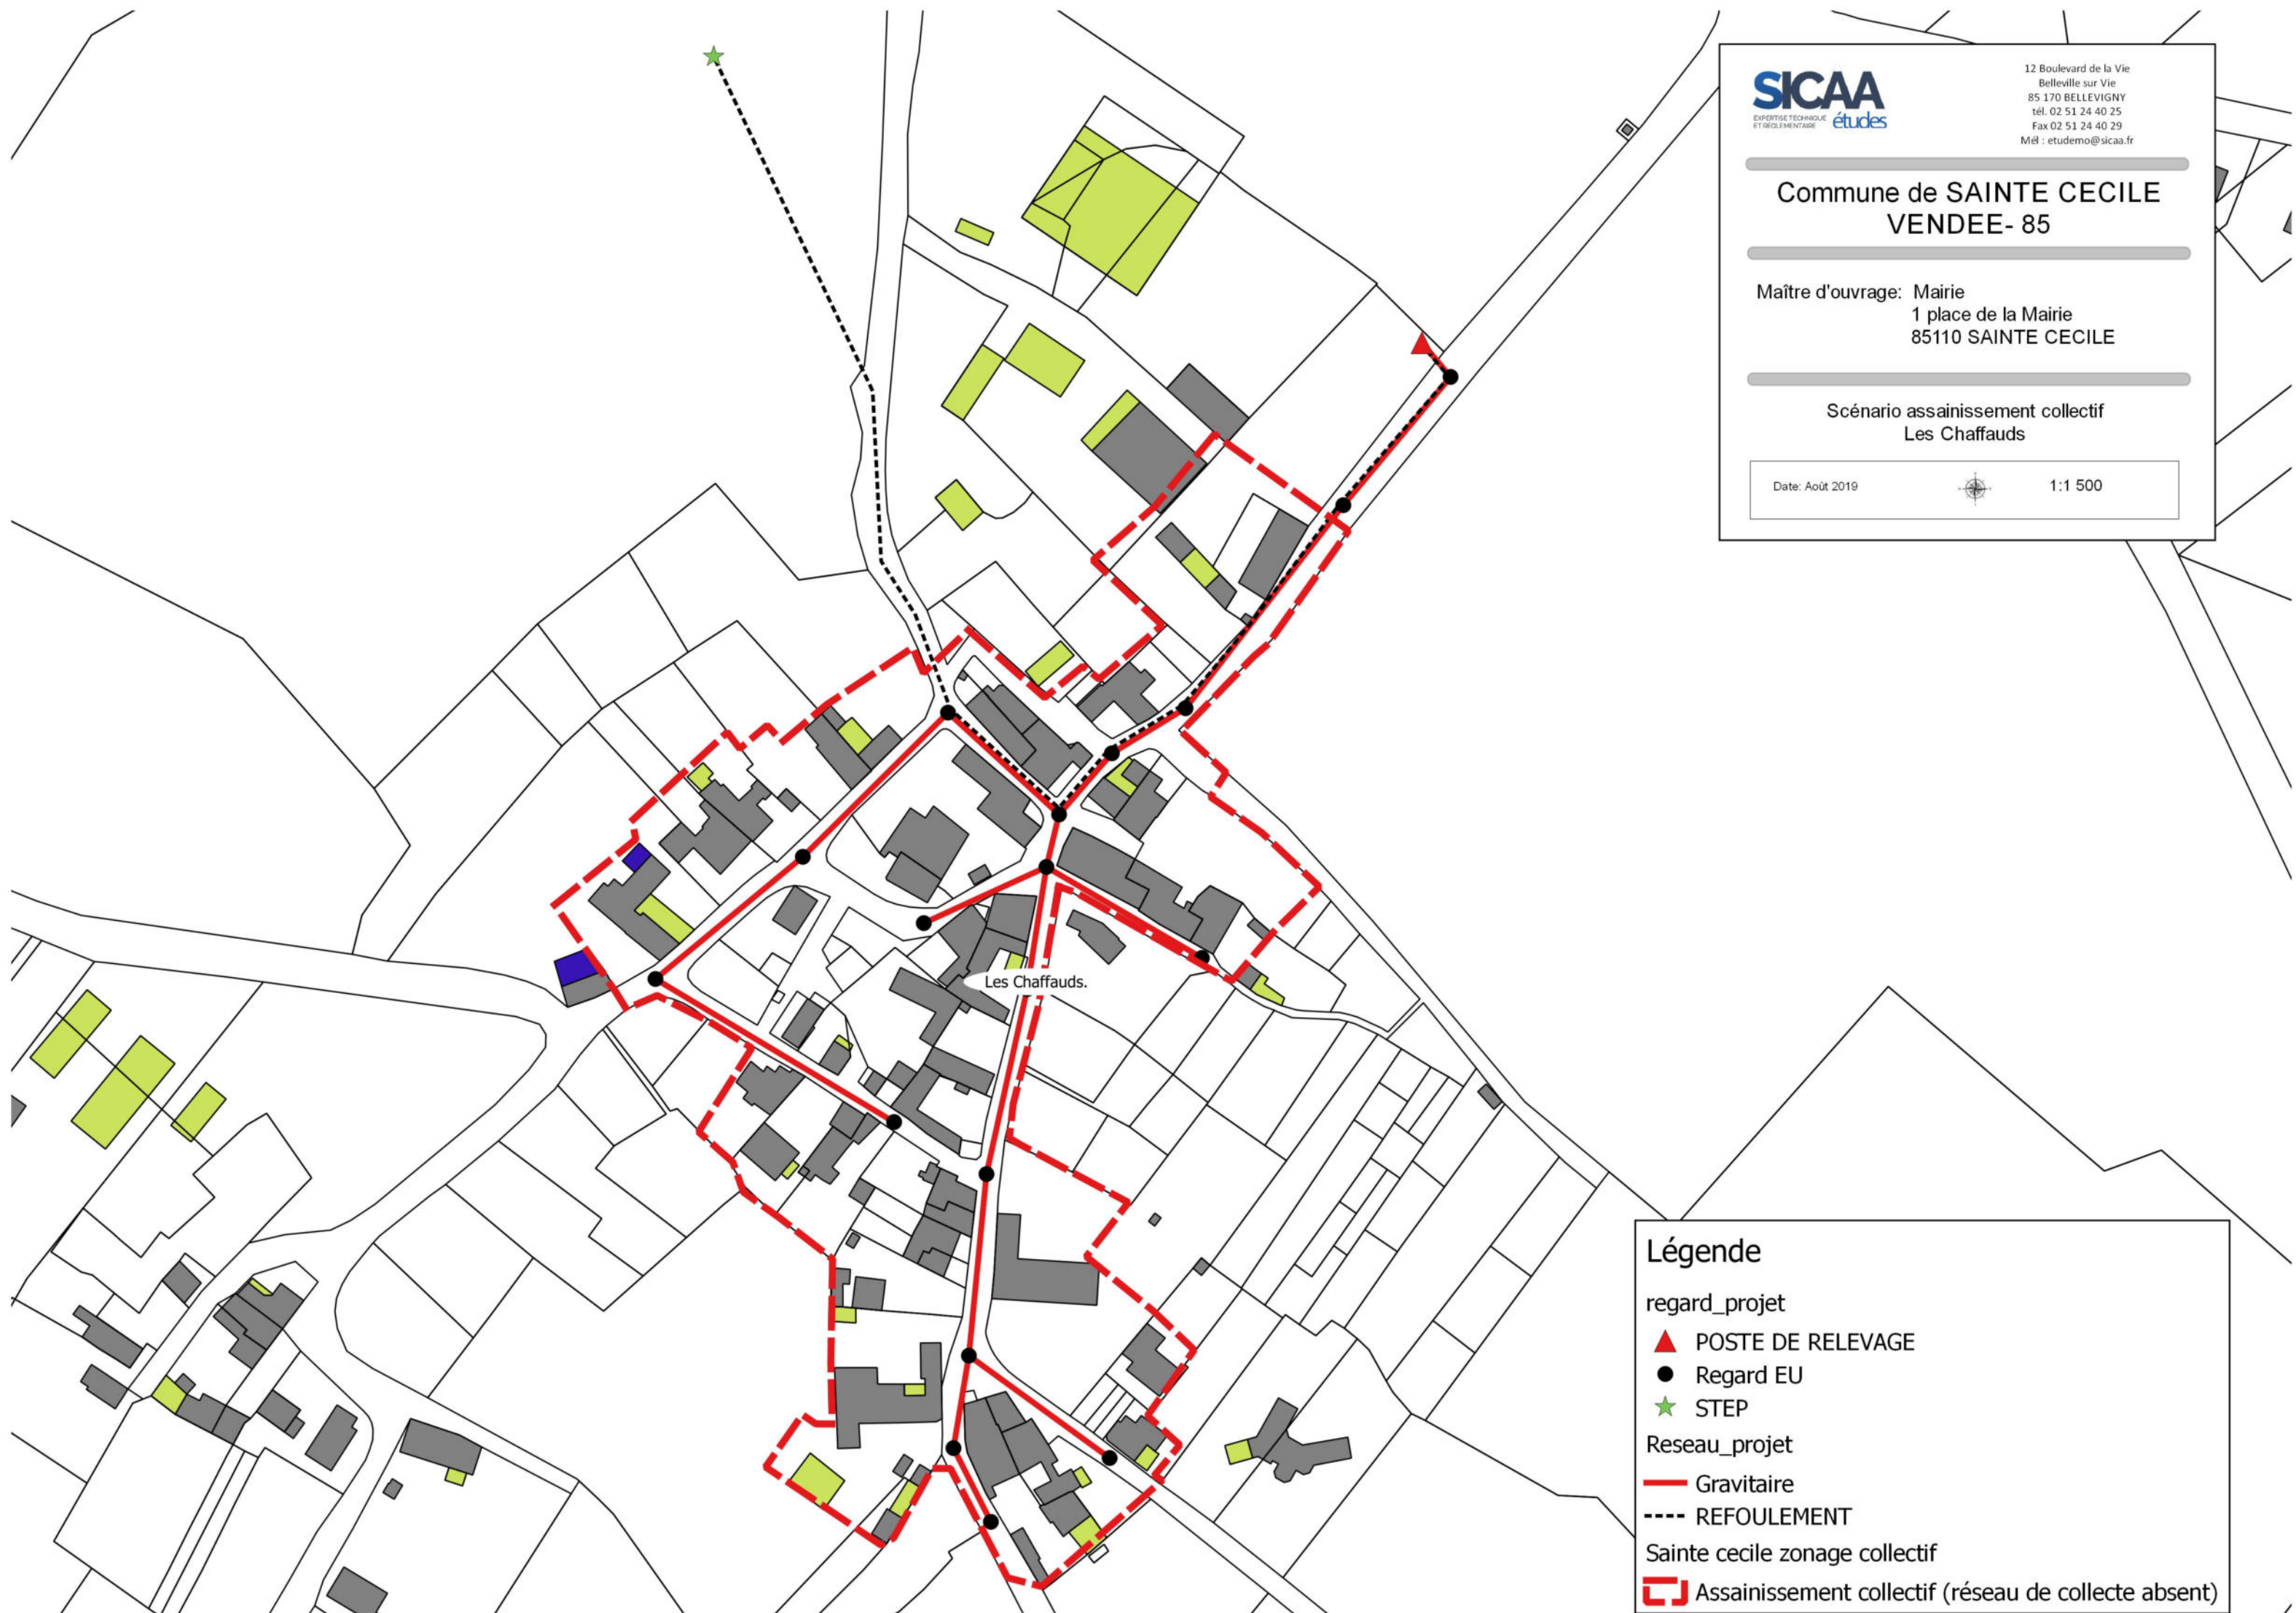 SICAA
EXPERTISE TECHNIQUE
ET REGLEMENTAIRE
études
12 Boulevard de la Vie
Belleville sur Vie
85 170 BELLEVIGNY
tél. 02 51 24 40 25
Fax 02 51 24 40 29
Mél : etudemo@sicaa.fr
Commune de SAINTE CECILE
VENDEE- 85
Maître d'ouvrage: Mairie
1 place de la Mairie
85110 SAINTE CECILE
Scénario assainissement collectif
Les Chaffauds
Date: Août 2019
1:1 500
Les Chaffauds.
Légende
regard_projet
POSTE DE RELEVAGE
Regard EU
STEP
Reseau_projet
Gravitaire
REFOULEMENT
Sainte cecile zonage collectif
Assainissement collectif (réseau de collecte absent)